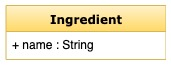 Ingredient
+ name : String